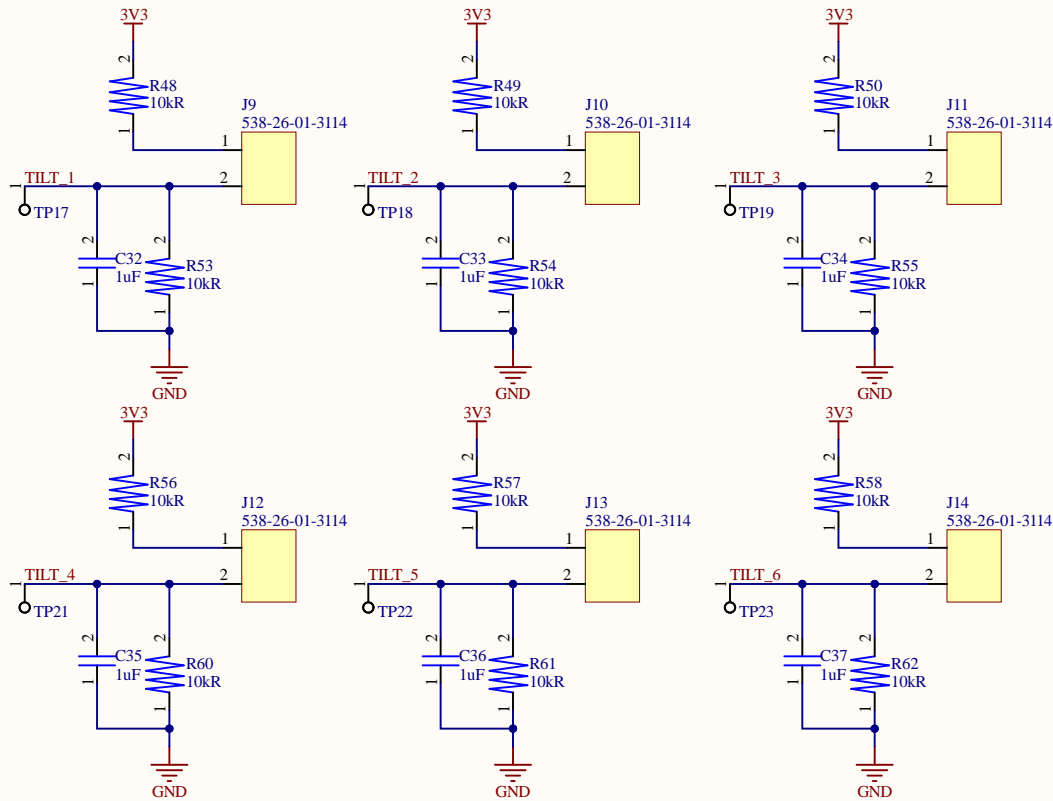 3V3
2
R48
10kR
1
J9
538-26-01-3114
1
2
1
TILT_1
TP17
2
C32
1uF
1
2
R53
10kR
1
GND
3V3
2
R49
10kR
1
J10
538-26-01-3114
1
2
1
TILT_2
TP18
2
C33
1uF
1
2
R54
10kR
1
GND
3V3
2
R50
10kR
1
J11
538-26-01-3114
1
2
1
TILT_3
TP19
2
C34
1uF
1
2
R55
10kR
1
GND
3V3
2
R56
10kR
1
J12
538-26-01-3114
1
2
1
TILT_4
TP21
2
C35
1uF
1
2
R60
10kR
1
GND
3V3
2
R57
10kR
1
J13
538-26-01-3114
1
2
1
TILT_5
TP22
2
C36
1uF
1
2
R61
10kR
1
GND
3V3
2
R58
10kR
1
J14
538-26-01-3114
1
2
1
TILT_6
TP23
2
C37
1uF
1
2
R62
10kR
1
GND